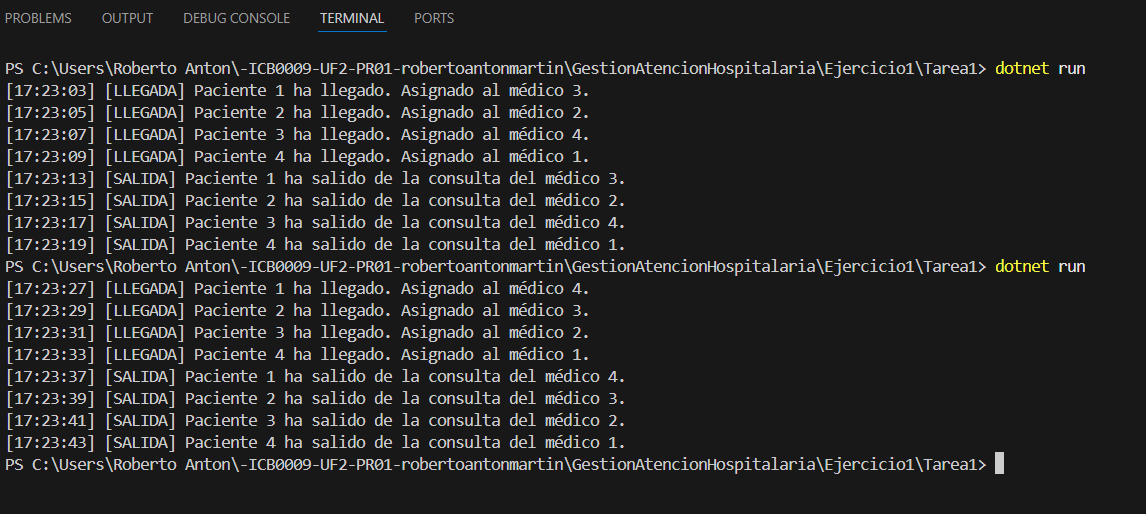 PROBLEMS OUTPUT DEBUG CONSOLE TERMINAL PORTS
PS C:\Users\Roberto Anton\-ICB0009-UF2-PR01-robertoantonmartin\GestionAtencionHospitalaria\Ejercicio1\Tarea1> dotnet run
[17:23:03] [LLEGADA] Paciente 1 ha llegado. Asignado al médico 3.
[17:23:05] [LLEGADA] Paciente 2 ha llegado. Asignado al médico 2.
[17:23:07] [LLEGADA] Paciente 3 ha llegado. Asignado al médico 4.
[17:23:09] [LLEGADA] Paciente 4 ha llegado. Asignado al médico 1.
[17:23:13] [SALIDA] Paciente 1 ha salido de la consulta del médico 3.
[17:23:15] [SALIDA] Paciente 2 ha salido de la consulta del médico 2.
[17:23:17] [SALIDA] Paciente 3 ha salido de la consulta del médico 4.
[17:23:19] [SALIDA] Paciente 4 ha salido de la consulta del médico 1.
PS C:\Users\Roberto Anton\-ICB0009-UF2-PR01-robertoantonmartin\GestionAtencionHospitalaria\Ejercicio1\Tarea1> dotnet run
[17:23:27] [LLEGADA] Paciente 1 ha llegado. Asignado al médico 4.
[17:23:29] [LLEGADA] Paciente 2 ha llegado. Asignado al médico 3.
[17:23:31] [LLEGADA] Paciente 3 ha llegado. Asignado al médico 2.
[17:23:33] [LLEGADA] Paciente 4 ha llegado. Asignado al médico 1.
[17:23:37] [SALIDA] Paciente 1 ha salido de la consulta del médico 4.
[17:23:39] [SALIDA] Paciente 2 ha salido de la consulta del médico 3.
[17:23:41] [SALIDA] Paciente 3 ha salido de la consulta del médico 2.
[17:23:43] [SALIDA] Paciente 4 ha salido de la consulta del médico 1.
PS C:\Users\Roberto Anton\-ICB0009-UF2-PR01-robertoantonmartin\GestionAtencionHospitalaria\Ejercicio1\Tarea1>